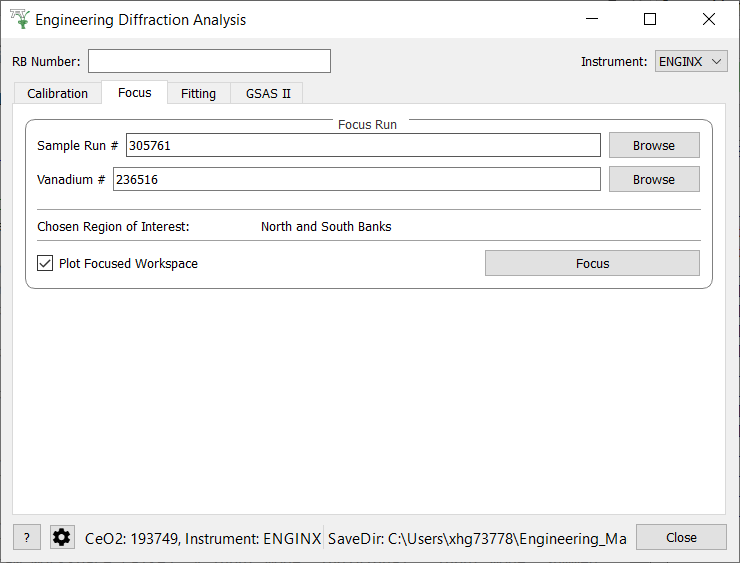 Engineering Diffraction Analysis
RB Number: Instrument: ENGINX
Calibration Focus Fitting GSAS II
Focus Run
Sample Run # 305761 Browse
Vanadium # 236516 Browse
Chosen Region of Interest: North and South Banks
Plot Focused Workspace Focus
? CeO2: 193749, Instrument: ENGINX SaveDir: C:\Users\xhg73778\Engineering_Ma Close